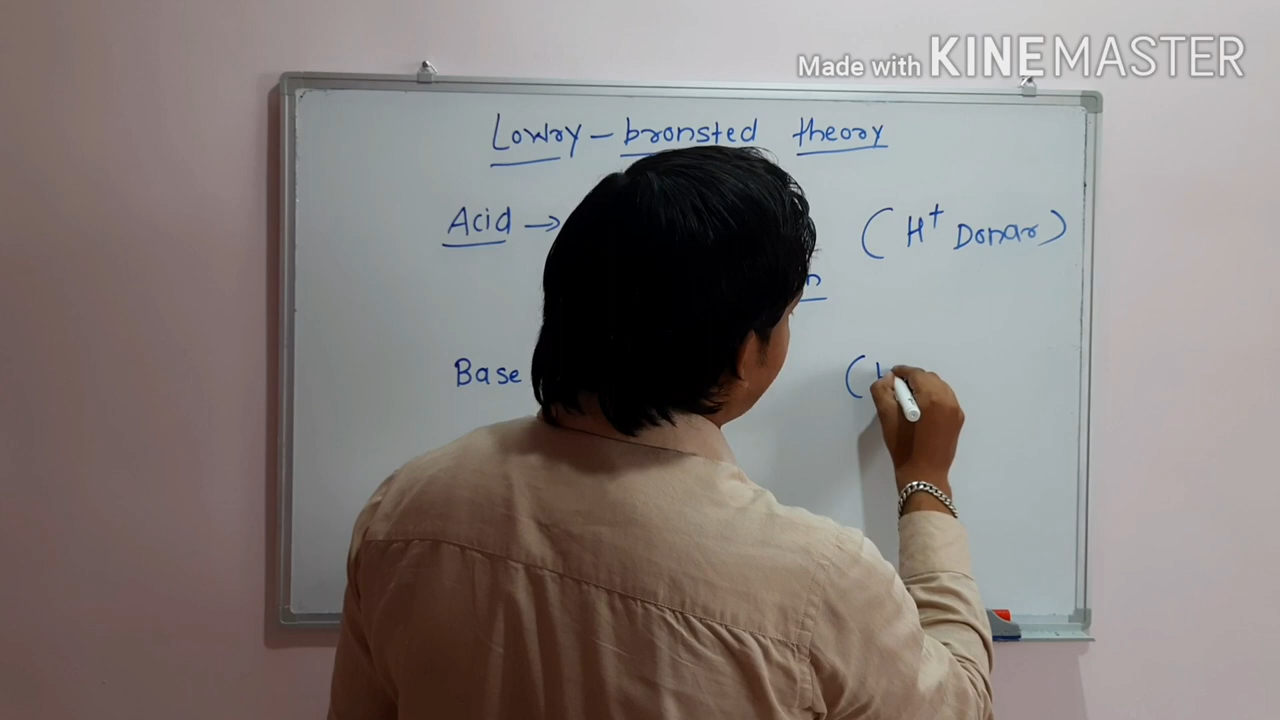 Made with KINEMASTER
Lowry - bronsted theory
Acid → ( H⁺ Donar )
Base (